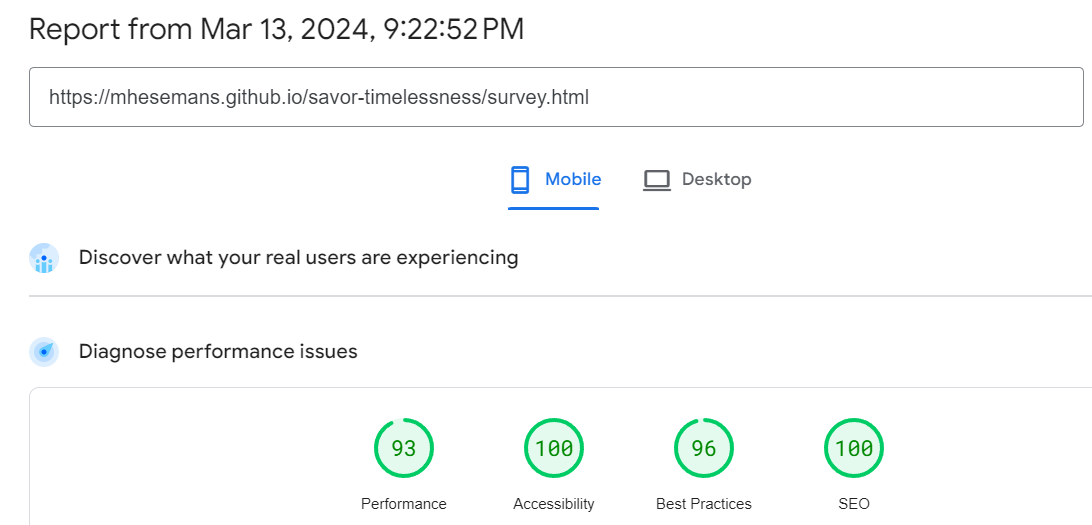 Report from Mar 13, 2024, 9:22:52 PM
https://mhesemans.github.io/savor-timelessness/survey.html
Mobile Desktop
Discover what your real users are experiencing
Diagnose performance issues
93 100 96 100
Performance Accessibility Best Practices SEO